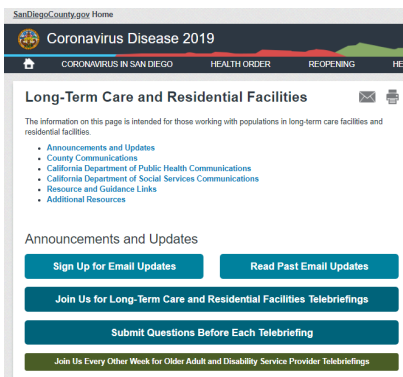 SanDiegoCounty.gov Home
Coronavirus Disease 2019
CORONAVIRUS IN SAN DIEGO HEALTH ORDER REOPENING HE
Long-Term Care and Residential Facilities
The information on this page is intended for those working with populations in long-term care facilities and
residential facilities.
Announcements and Updates
County Communications
California Department of Public Health Communications
California Department of Social Services Communications
Resource and Guidance Links
Additional Resources
Announcements and Updates
Sign Up for Email Updates Read Past Email Updates
Join Us for Long-Term Care and Residential Facilities Telebriefings
Submit Questions Before Each Telebriefing
Join Us Every Other Week for Older Adult and Disability Service Provider Telebriefings